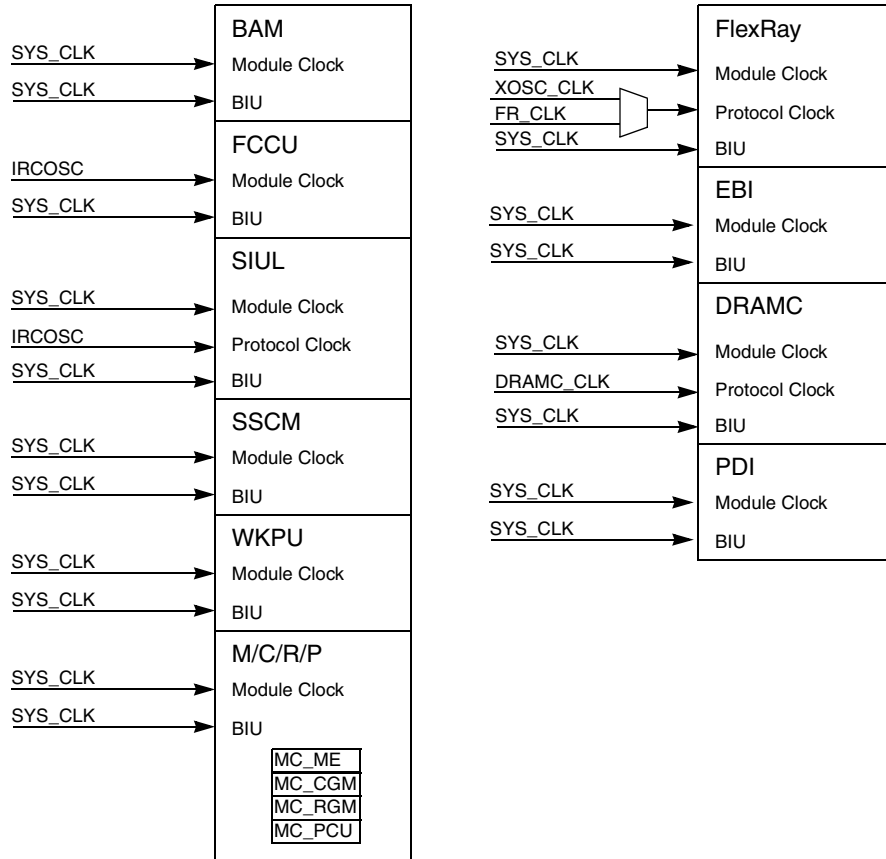 BAM
SYS_CLK
Module Clock
SYS_CLK
BIU
FCCU
IRCOSC
Module Clock
SYS_CLK
BIU
SIUL
SYS_CLK
Module Clock
IRCOSC
Protocol Clock
SYS_CLK
BIU
SSCM
SYS_CLK
Module Clock
SYS_CLK
BIU
WKPU
SYS_CLK
Module Clock
SYS_CLK
BIU
M/C/R/P
SYS_CLK
Module Clock
SYS_CLK
BIU
MC_ME
MC_CGM
MC_RGM
MC_PCU
FlexRay
SYS_CLK
Module Clock
XOSC_CLK
FR_CLK
Protocol Clock
SYS_CLK
BIU
EBI
SYS_CLK
Module Clock
SYS_CLK
BIU
DRAMC
SYS_CLK
Module Clock
DRAMC_CLK
Protocol Clock
SYS_CLK
BIU
PDI
SYS_CLK
Module Clock
SYS_CLK
BIU